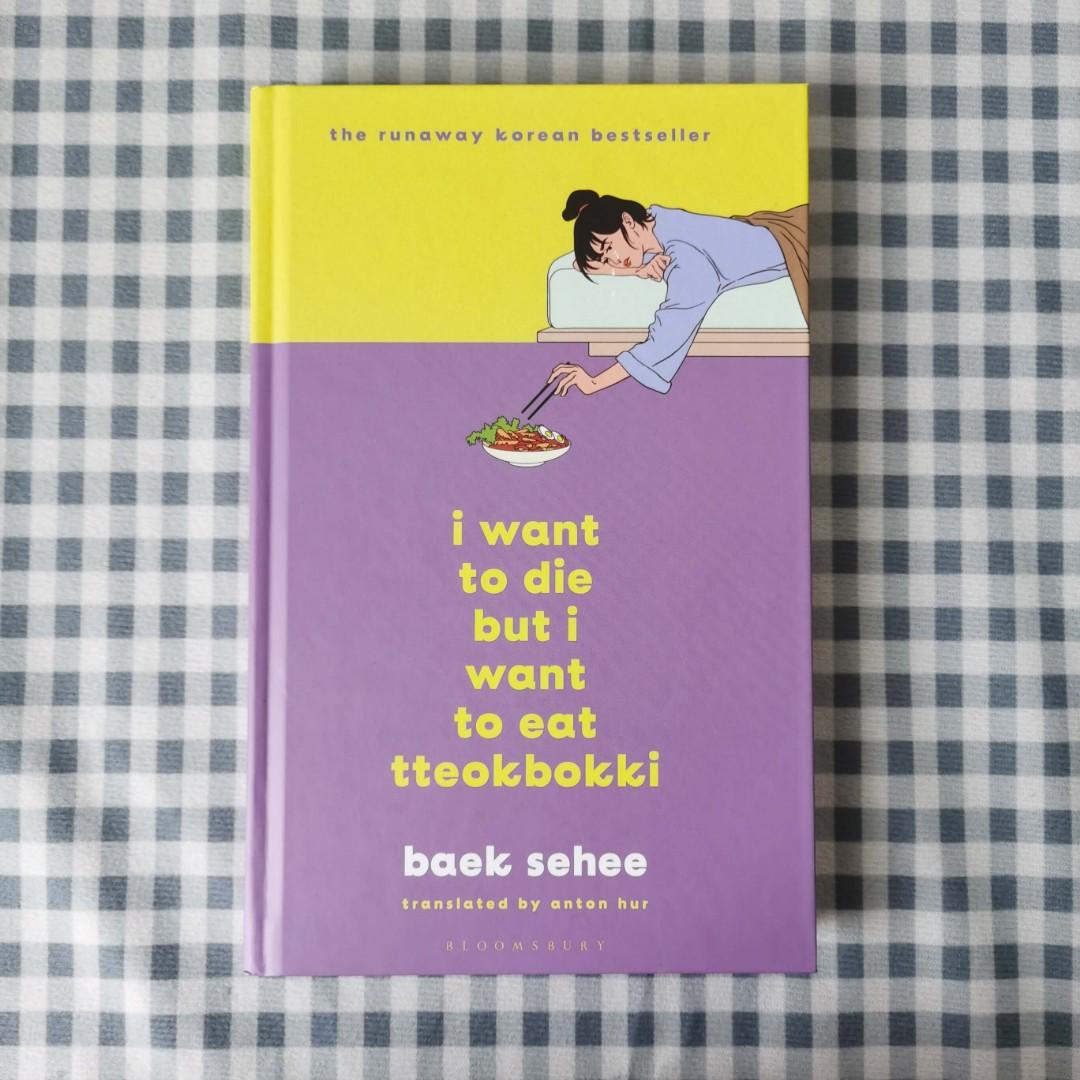 the runaway korean bestseller
i want
to die
but i
want
to eat
tteokbokki
baek sehee
translated by anton hur
BLOOMSBURY